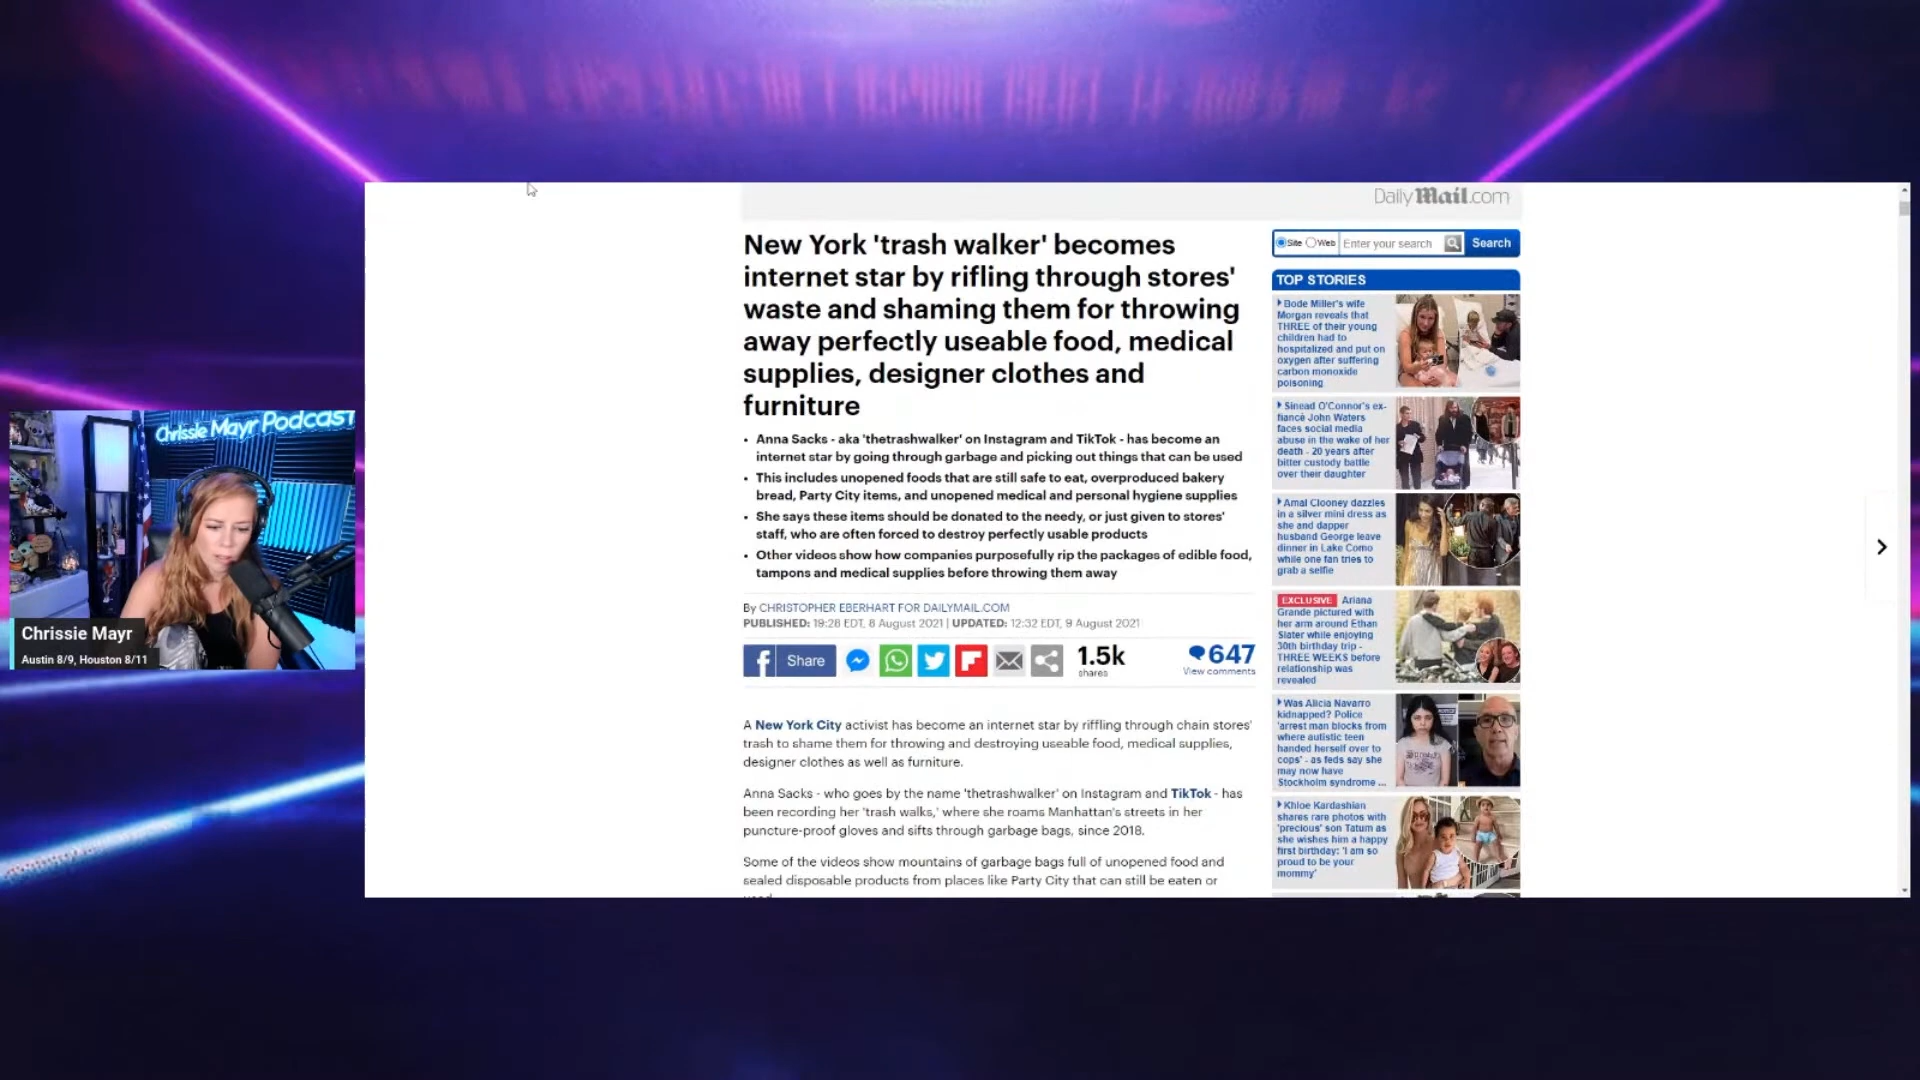 Daily Mail.com
New York 'trash walker' becomes
internet star by rifling through stores'
waste and shaming them for throwing
away perfectly useable food, medical
supplies, designer clothes and
furniture
• Anna Sacks - aka 'thetrashwalker' on Instagram and TikTok - has become an
internet star by going through garbage and picking out things that can be used
• This includes unopened foods that are still safe to eat, overproduced bakery
bread, Party City items, and unopened medical and personal hygiene supplies
• She says these items should be donated to the needy, or just given to stores'
staff, who are often forced to destroy perfectly usable products
• Other videos show how companies purposefully rip the packages of edible food,
tampons and medical supplies before throwing them away
By CHRISTOPHER EBERHART FOR DAILYMAIL.COM
PUBLISHED: 19:28 EDT, 8 August 2021 | UPDATED: 12:32 EDT, 9 August 2021
Share
1.5k
shares
647
View comments
A New York City activist has become an internet star by riffling through chain stores'
trash to shame them for throwing and destroying useable food, medical supplies,
designer clothes as well as furniture.
Anna Sacks - who goes by the name 'thetrashwalker' on Instagram and TikTok - has
been recording her 'trash walks,' where she roams Manhattan's streets in her
puncture-proof gloves and sifts through garbage bags, since 2018.
Some of the videos show mountains of garbage bags full of unopened food and
sealed disposable products from places like Party City that can still be eaten or
Site Web Enter your search Search
TOP STORIES
Bode Miller's wife
Morgan reveals that
THREE of their young
children had to
hospitalized and put on
oxygen after suffering
carbon monoxide
poisoning
Sinead O'Connor's ex-
fiancé John Waters
faces social media
abuse in the wake of her
death - 20 years after
bitter custody battle
over their daughter
Amal Clooney dazzles
in a silver mini dress as
she and dapper
husband George leave
dinner in Lake Como
while one fan tries to
grab a selfie
EXCLUSIVE Ariana
Grande pictured with
her arm around Ethan
Slater while enjoying
30th birthday trip -
THREE WEEKS before
relationship was
revealed
Was Alicia Navarro
kidnapped? Police
'arrest man blocks from
where autistic teen
handed herself over to
cops' - as feds say she
may now have
Stockholm syndrome ...
Khloe Kardashian
shares rare photos with
'precious' son Tatum as
she wishes him a happy
first birthday: 'I am so
proud to be your
mommy'
Chrissie Mayr Podcast
Chrissie Mayr
Austin 8/9, Houston 8/11